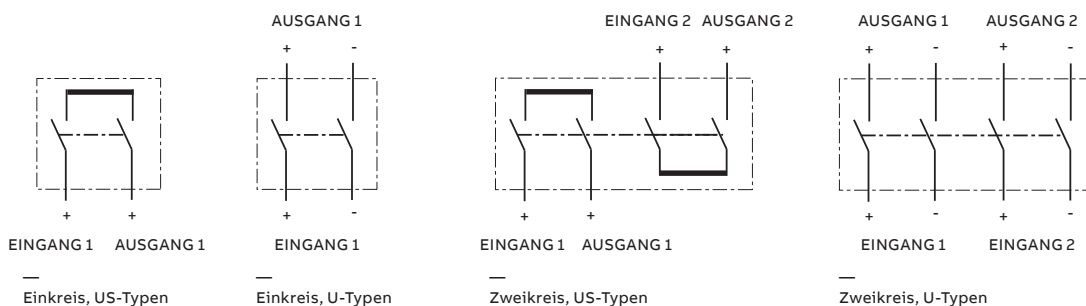 AUSGANG 1 EINGANG 2 AUSGANG 2 AUSGANG 1 AUSGANG 2
+ - + + + - + -
+ + + - + + + - + -
EINGANG 1 AUSGANG 1 EINGANG 1 EINGANG 1 AUSGANG 1 EINGANG 1 EINGANG 2
— — — —
Einkreis, US-Typen Einkreis, U-Typen Zweikreis, US-Typen Zweikreis, U-Typen